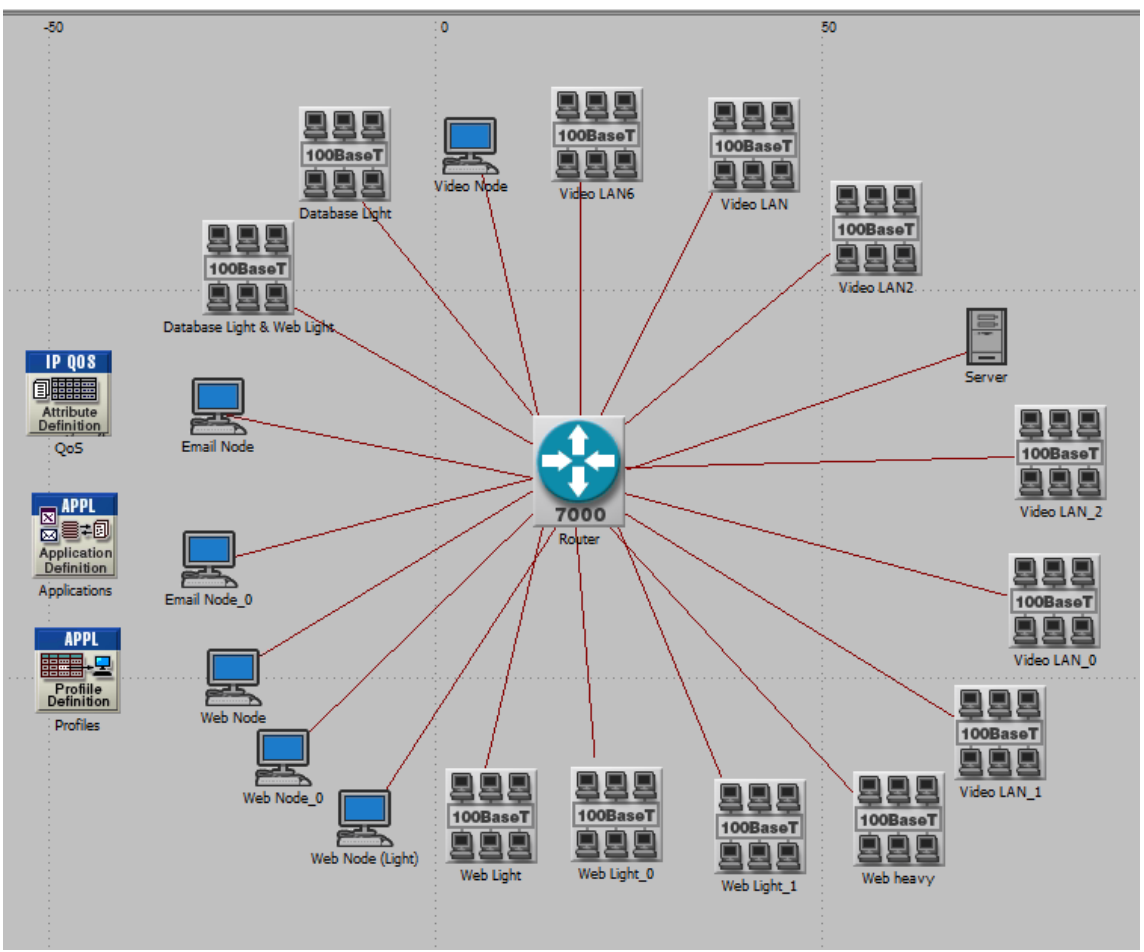 -50
0
50
100BaseT
Video LAN6
100BaseT
Video LAN
100BaseT
Database Light
Video Node
100BaseT
Video LAN2
100BaseT
Database Light & Web Light
IP QOS
Attribute
Definition
QoS
Server
Email Node
7000
Router
100BaseT
Video LAN_2
APPL
Application
Definition
Applications
Email Node_0
100BaseT
Video LAN_0
APPL
Profile
Definition
Profiles
Web Node
100BaseT
Video LAN_1
Web Node_0
Web Node (Light)
100BaseT
Web Light
100BaseT
Web Light_0
100BaseT
Web Light_1
100BaseT
Web heavy